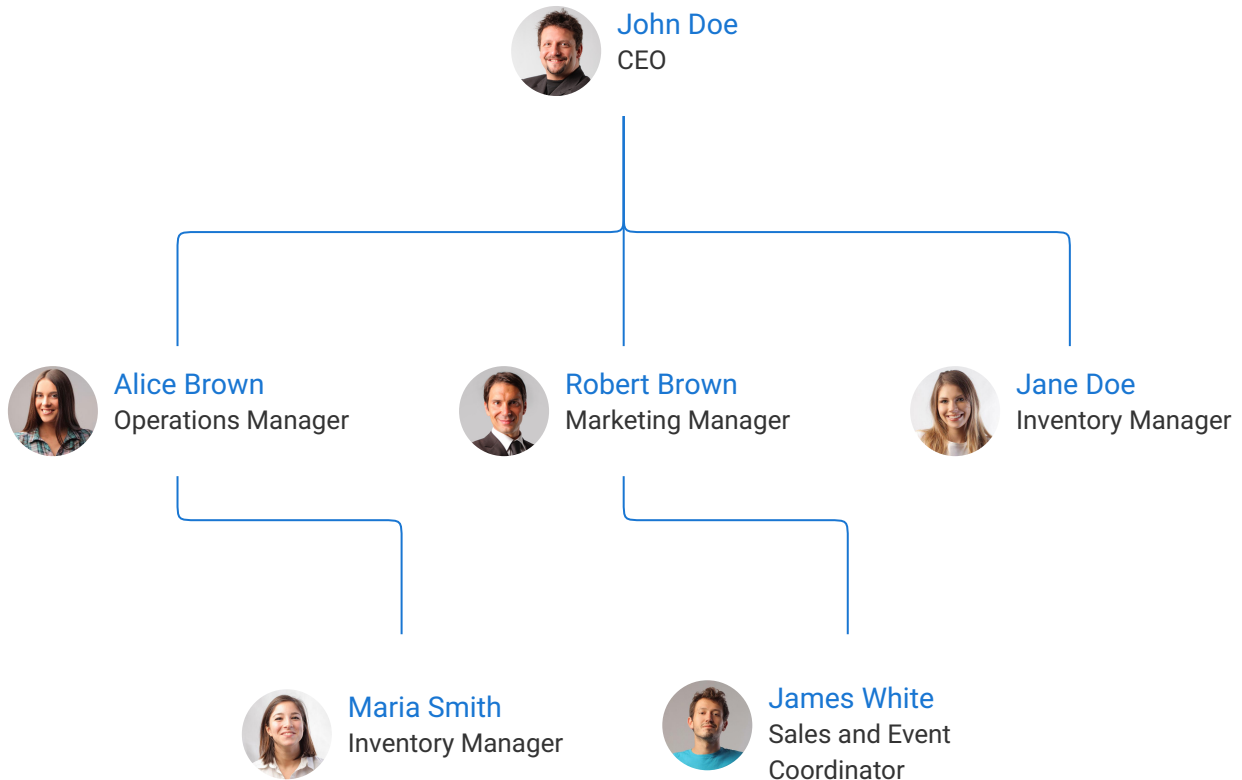 John Doe
CEO
Alice Brown
Operations Manager
Robert Brown
Marketing Manager
Jane Doe
Inventory Manager
Maria Smith
Inventory Manager
James White
Sales and Event
Coordinator